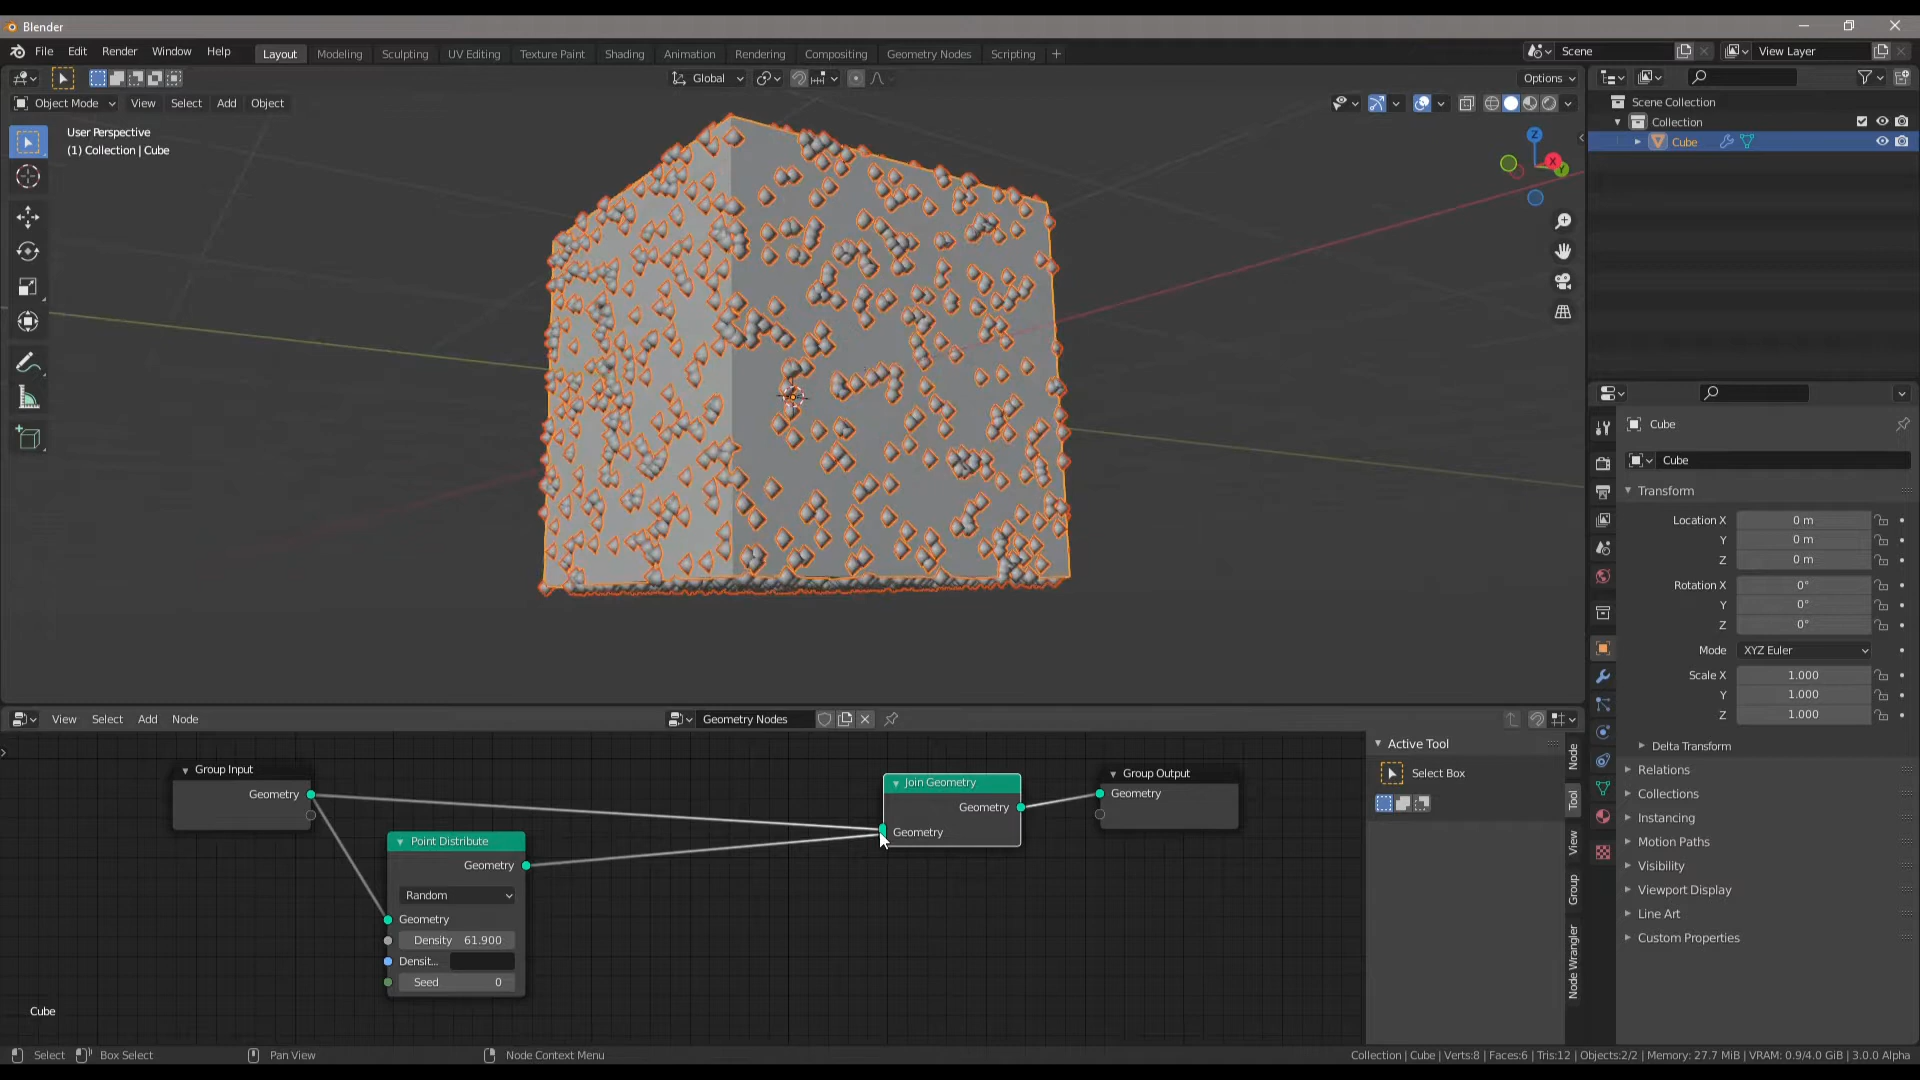 Blender
File Edit Render Window Help
Layout Modeling Sculpting UV Editing Texture Paint Shading Animation Rendering Compositing Geometry Nodes Scripting +
Scene
View Layer
Global
Options
Object Mode View Select Add Object
User Perspective
(1) Collection | Cube
Z
X
Y
Scene Collection
Collection
Cube
Cube
Cube
Transform
Location X 0 m
Y 0 m
Z 0 m
Rotation X 0°
Y 0°
Z 0°
Mode XYZ Euler
Scale X 1.000
Y 1.000
Z 1.000
Delta Transform
Relations
Collections
Instancing
Motion Paths
Visibility
Viewport Display
Line Art
Custom Properties
View Select Add Node
Geometry Nodes
Group Input
Geometry
Point Distribute
Geometry
Random
Geometry
Density 61.900
Densit...
Seed 0
Join Geometry
Geometry
Geometry
Group Output
Geometry
Active Tool
Select Box
Node
Tool
View
Group
Node Wrangler
Cube
Select Box Select Pan View Node Context Menu
Collection | Cube | Verts:8 | Faces:6 | Tris:12 | Objects:2/2 | Memory: 27.7 MiB | VRAM: 0.9/4.0 GiB | 3.0.0 Alpha